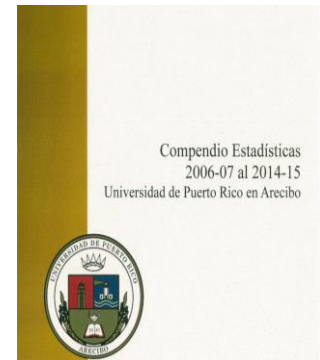 Compendio Estadísticas
2006-07 al 2014-15
Universidad de Puerto Rico en Arecibo
UNIVERSIDAD DE PUERTO RICO
ARECIBO